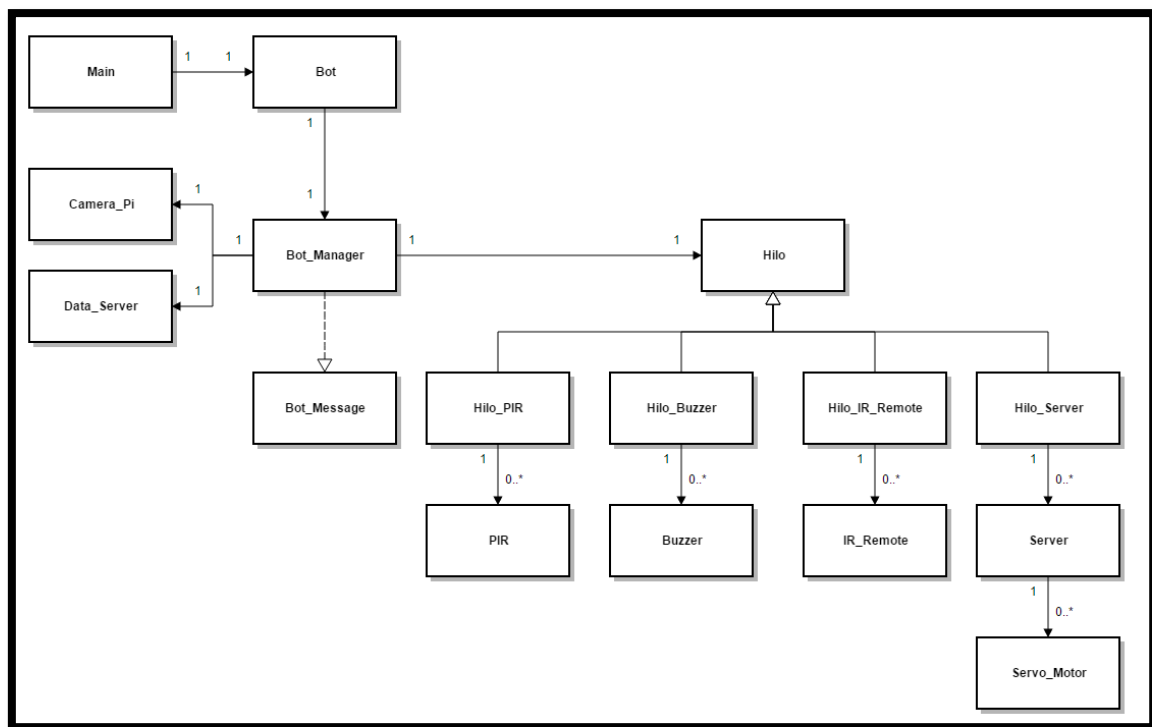 Main
1
1
Bot
1
1
Camera_Pi
1
1
Bot_Manager
1
1
Hilo
Data_Server
1
Bot_Message
Hilo_PIR
Hilo_Buzzer
Hilo_IR_Remote
Hilo_Server
1
0..*
1
0..*
1
0..*
1
0..*
PIR
Buzzer
IR_Remote
Server
1
0..*
Servo_Motor